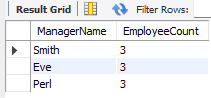 Result Grid Filter Rows:
ManagerName EmployeeCount
Smith 3
Eve 3
Perl 3